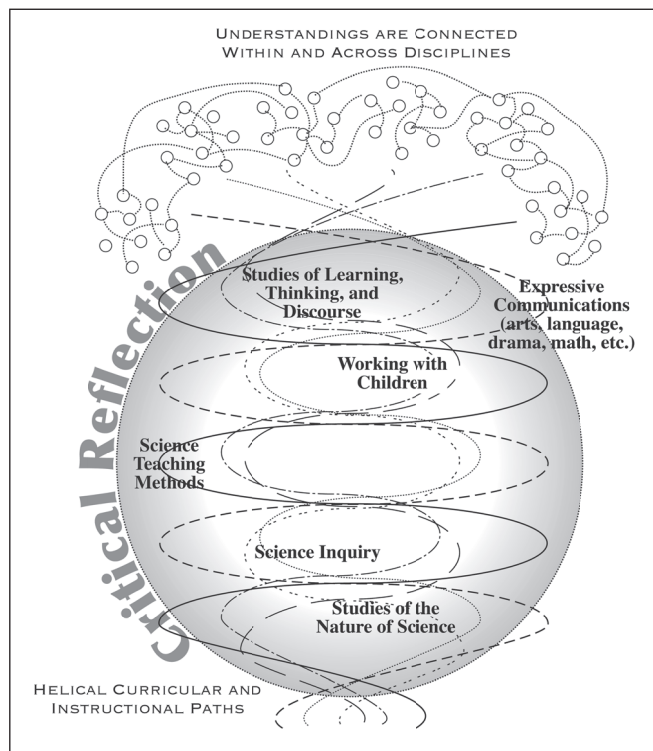 UNDERSTANDINGS ARE CONNECTED
WITHIN AND ACROSS DISCIPLINES
Critical Reflection
Studies of Learning,
Thinking, and
Discourse
Expressive
Communications
(arts, language,
drama, math, etc.)
Working with
Children
Science
Teaching
Methods
Science Inquiry
Studies of the
Nature of Science
HELICAL CURRICULAR AND
INSTRUCTIONAL PATHS